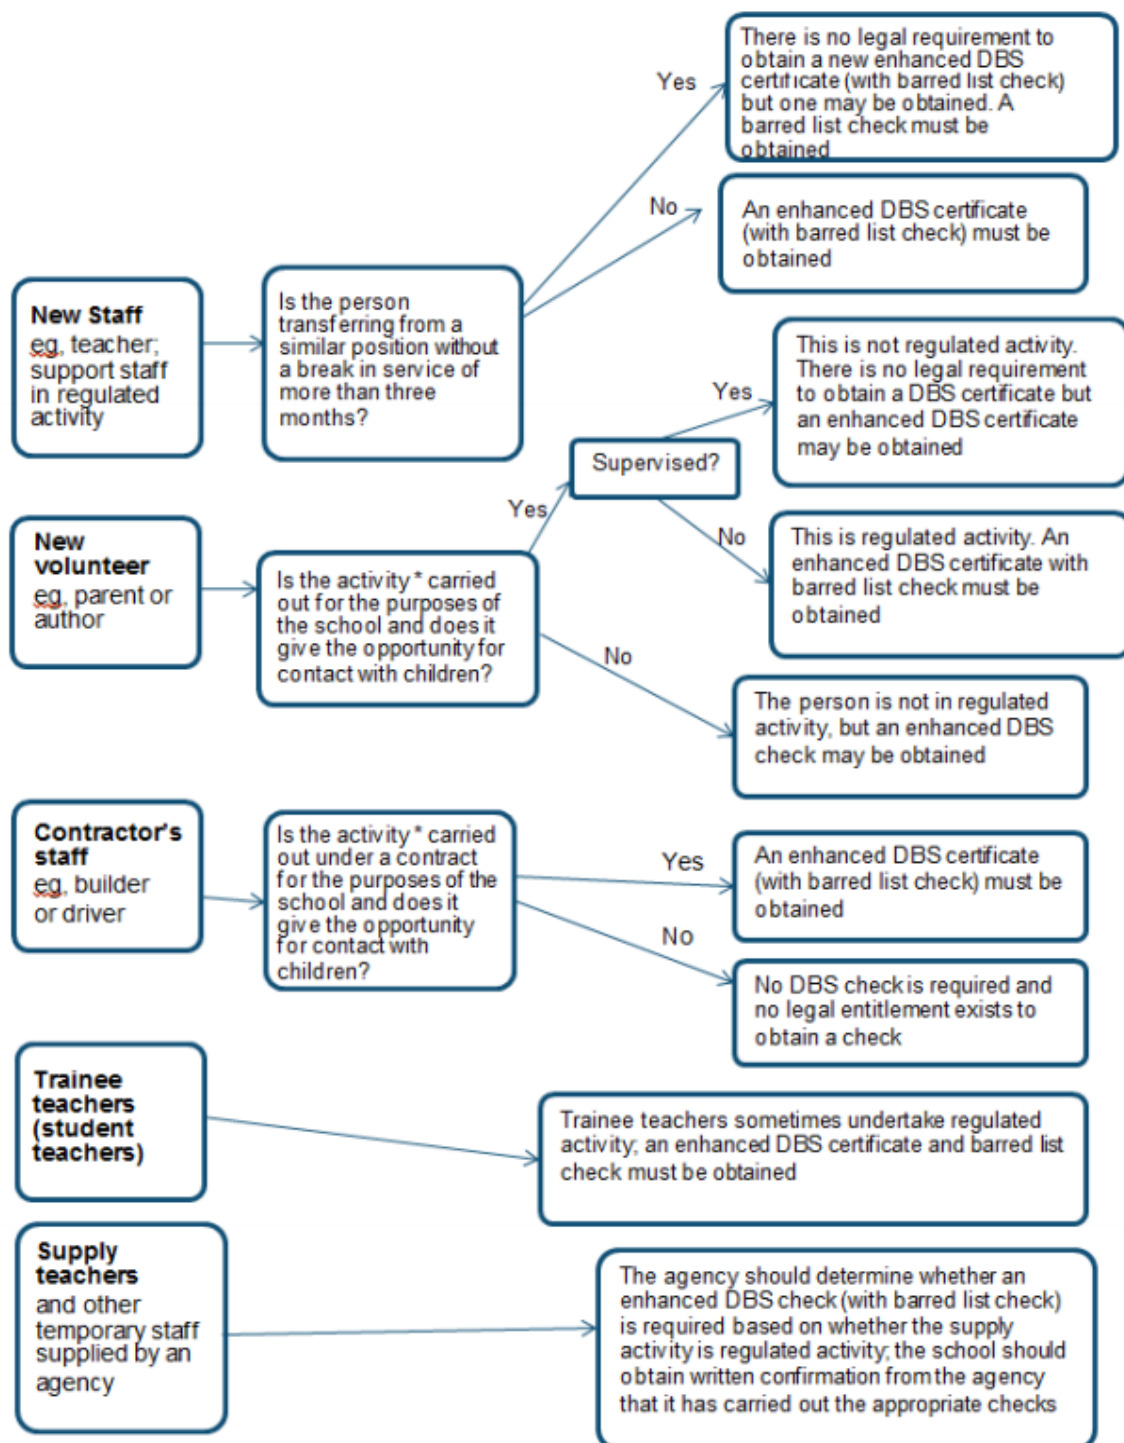 New Staff
eg, teacher;
support staff
in regulated
activity
Is the person
transferring from a
similar position without
a break in service of
more than three
months?
Yes
There is no legal requirement to
obtain a new enhanced DBS
certificate (with barred list check)
but one may be obtained. A
barred list check must be
obtained
No
An enhanced DBS certificate
(with barred list check) must be
obtained
New
volunteer
eg, parent or
author
Is the activity * carried
out for the purposes of
the school and does it
give the opportunity for
contact with children?
Yes
Supervised?
Yes
This is not regulated activity.
There is no legal requirement
to obtain a DBS certificate but
an enhanced DBS certificate
may be obtained
No
This is regulated activity. An
enhanced DBS certificate with
barred list check must be
obtained
No
The person is not in regulated
activity, but an enhanced DBS
check may be obtained
Contractor's
staff
eg, builder
or driver
Is the activity * carried
out under a contract
for the purposes of the
school and does it
give the opportunity
for contact with
children?
Yes
An enhanced DBS certificate
(with barred list check) must be
obtained
No
No DBS check is required and
no legal entitlement exists to
obtain a check
Trainee
teachers
(student
teachers)
Trainee teachers sometimes undertake regulated
activity; an enhanced DBS certificate and barred list
check must be obtained
Supply
teachers
and other
temporary staff
supplied by an
agency
The agency should determine whether an
enhanced DBS check (with barred list check)
is required based on whether the supply
activity is regulated activity; the school should
obtain written confirmation from the agency
that it has carried out the appropriate checks